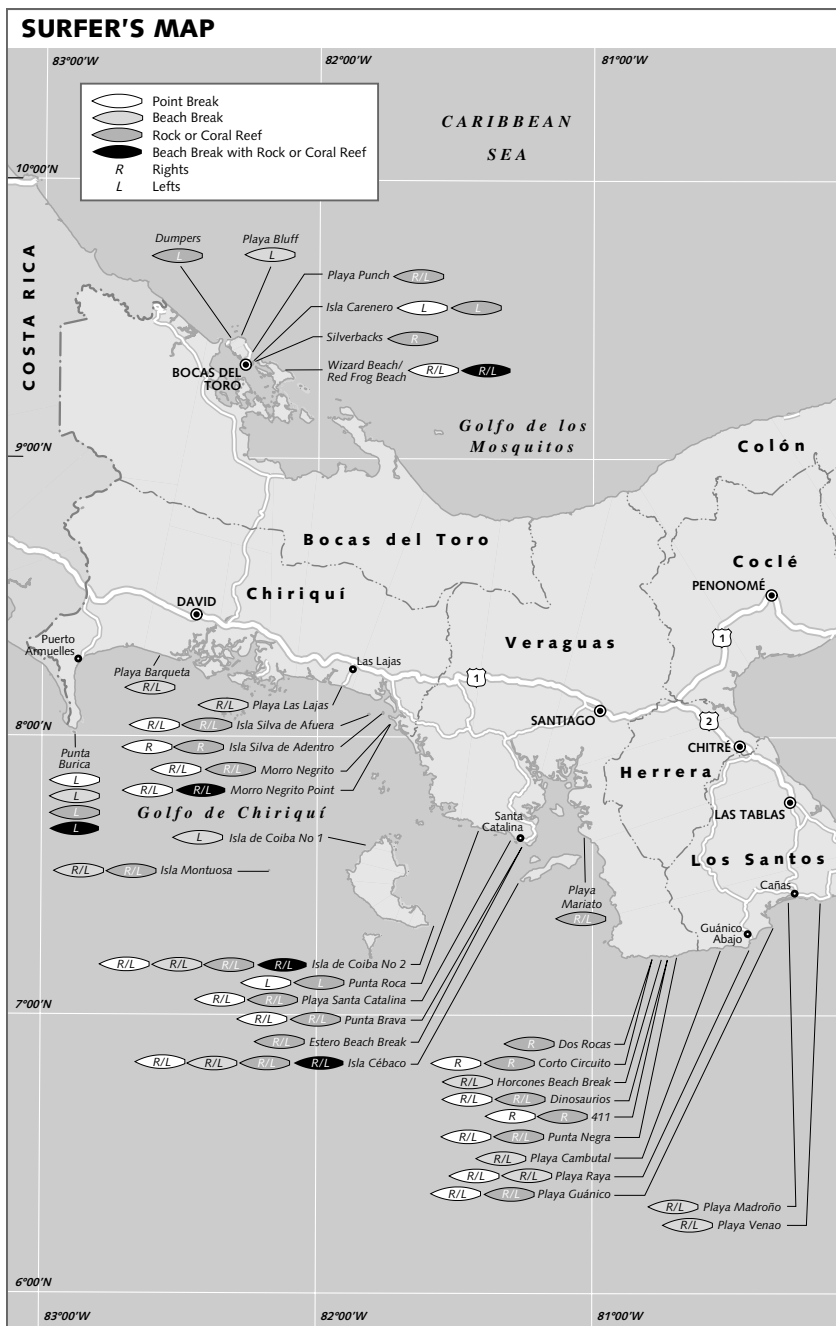 SURFER'S MAP
83°00'W
82°00'W
81°00'W
Point Break
Beach Break
Rock or Coral Reef
Beach Break with Rock or Coral Reef
R Rights
L Lefts
CARIBBEAN
SEA
10°00'N
COSTA RICA
Dumpers
L
Playa Bluff
L
Playa Punch R/L
Isla Carenero L L
Silverbacks R
Wizard Beach/
Red Frog Beach R/L R/L
BOCAS DEL
TORO
Golfo de los
Mosquitos
9°00'N
Colón
Bocas del Toro
Coclé
PENONOMÉ
Chiriquí
DAVID
Veraguas
1
Puerto
Armuelles
Las Lajas
1
Playa Barqueta
R/L
R/L Playa Las Lajas
SANTIAGO
2
CHITRÉ
8°00'N
R/L R/L Isla Silva de Afuera
R R Isla Silva de Adentro
R/L R/L Morro Negrito
R/L R/L Morro Negrito Point
Punta
Burica
L
L
L
L
Herrera
Golfo de Chiriquí
LAS TABLAS
L Isla de Coiba No 1
Santa
Catalina
Los Santos
R/L R/L Isla Montuosa
Playa
Mariato
R/L
Cañas
Guánico
Abajo
R/L R/L R/L R/L Isla de Coiba No 2
L L Punta Roca
R/L R/L Playa Santa Catalina
R/L R/L Punta Brava
R/L Estero Beach Break
R/L R/L R/L R/L Isla Cébaco
7°00'N
R Dos Rocas
R R Corto Circuito
R/L Horcones Beach Break
R/L R/L Dinosaurios
R R 411
R/L R/L Punta Negra
R/L Playa Cambutal
R/L R/L Playa Raya
R/L R/L Playa Guánico
R/L Playa Madroño
R/L Playa Venao
6°00'N
83°00'W
82°00'W
81°00'W